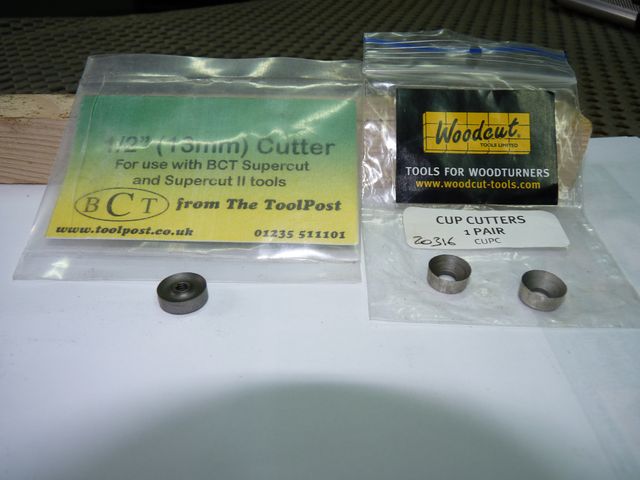 1/2" (13mm) Cutter
For use with BCT Supercut
and Supercut II tools
BCT from The ToolPost
www.toolpost.co.uk 01235 511101
Woodcut
TOOLS LIMITED
TOOLS FOR WOODTURNERS
www.woodcut-tools.com
CUP CUTTERS
1 PAIR
20316 CUPC